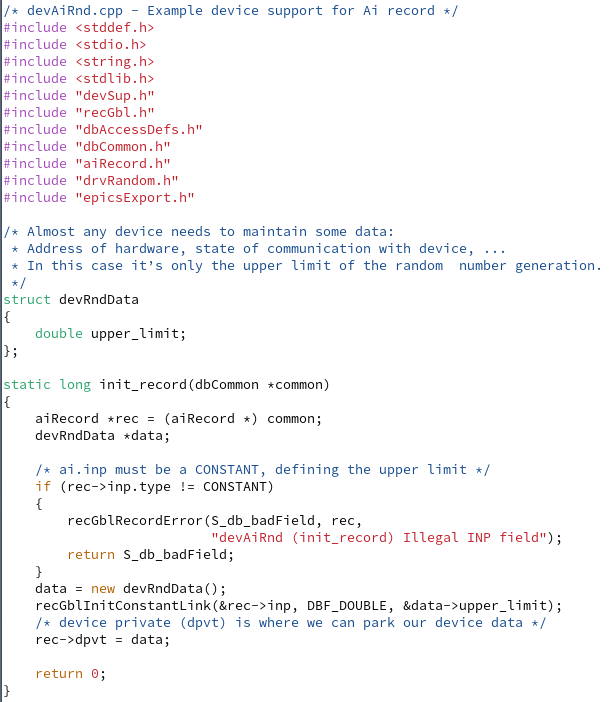 /* devAiRnd.cpp - Example device support for Ai record */
#include <stddef.h>
#include <stdio.h>
#include <string.h>
#include <stdlib.h>
#include "devSup.h"
#include "recGbl.h"
#include "dbAccessDefs.h"
#include "dbCommon.h"
#include "aiRecord.h"
#include "drvRandom.h"
#include "epicsExport.h"

/* Almost any device needs to maintain some data:
 * Address of hardware, state of communication with device, ...
 * In this case it's only the upper limit of the random  number generation.
 */
struct devRndData
{
    double upper_limit;
};

static long init_record(dbCommon *common)
{
    aiRecord *rec = (aiRecord *) common;
    devRndData *data;

    /* ai.inp must be a CONSTANT, defining the upper limit */
    if (rec->inp.type != CONSTANT)
    {
        recGblRecordError(S_db_badField, rec,
                          "devAiRnd (init_record) Illegal INP field");
        return S_db_badField;
    }
    data = new devRndData();
    recGblInitConstantLink(&rec->inp, DBF_DOUBLE, &data->upper_limit);
    /* device private (dpvt) is where we can park our device data */
    rec->dpvt = data;

    return 0;
}